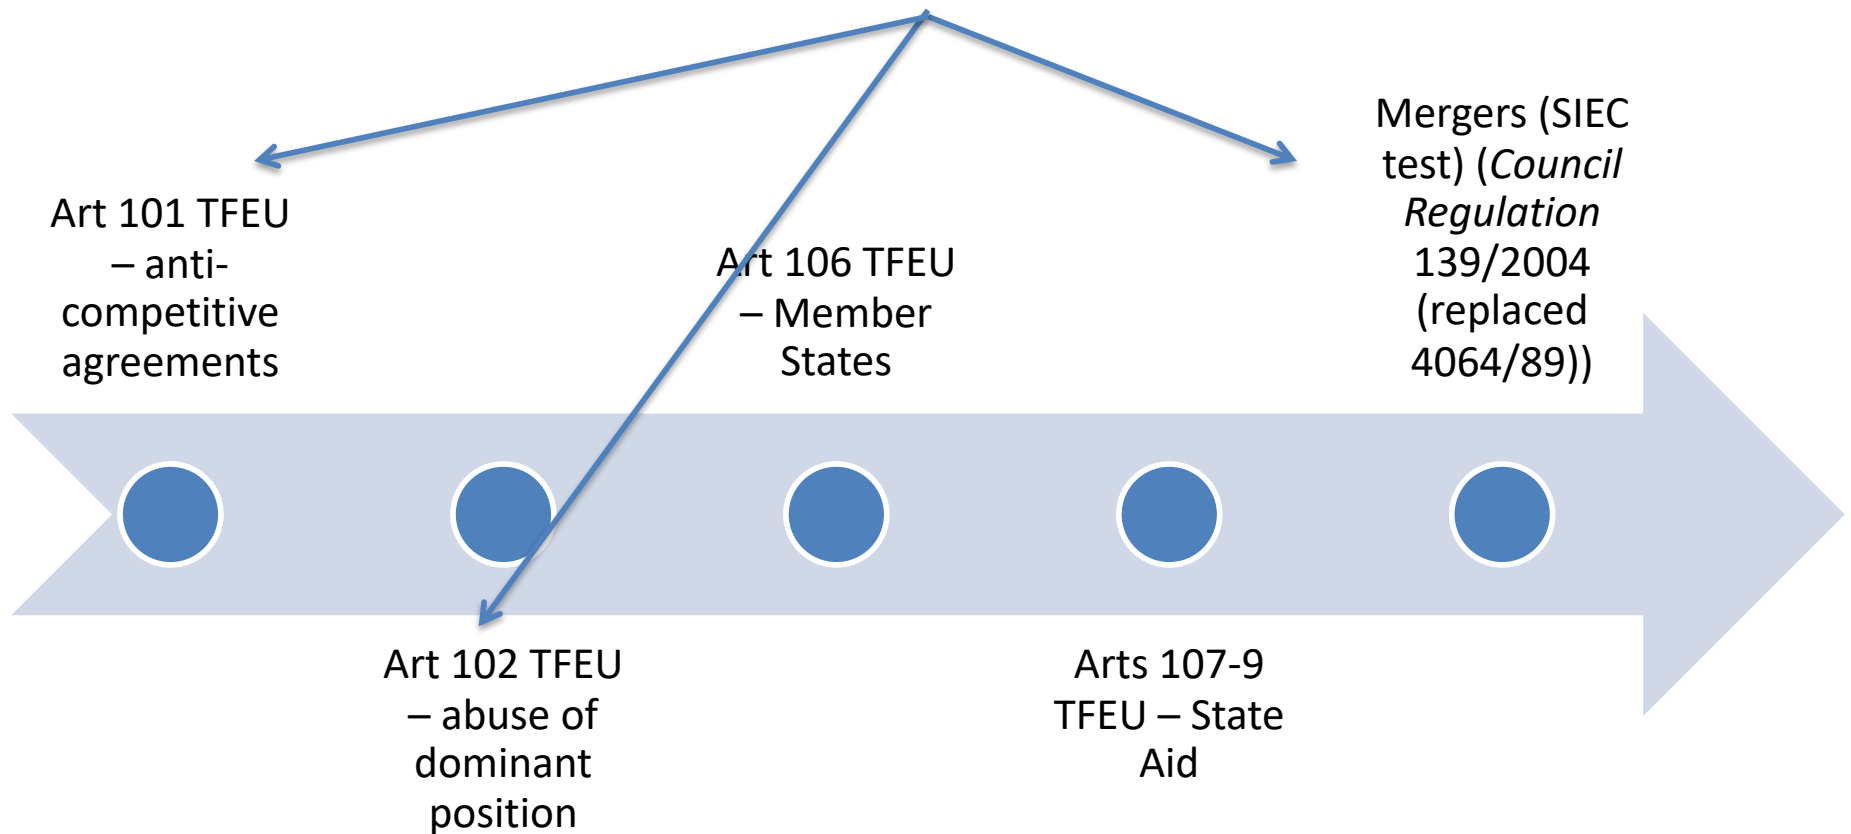 Art 101 TFEU
– anti-
competitive
agreements
Art 102 TFEU
– abuse of
dominant
position
Art 106 TFEU
– Member
States
Arts 107-9
TFEU – State
Aid
Mergers (SIEC
test) (Council
Regulation
139/2004
(replaced
4064/89))